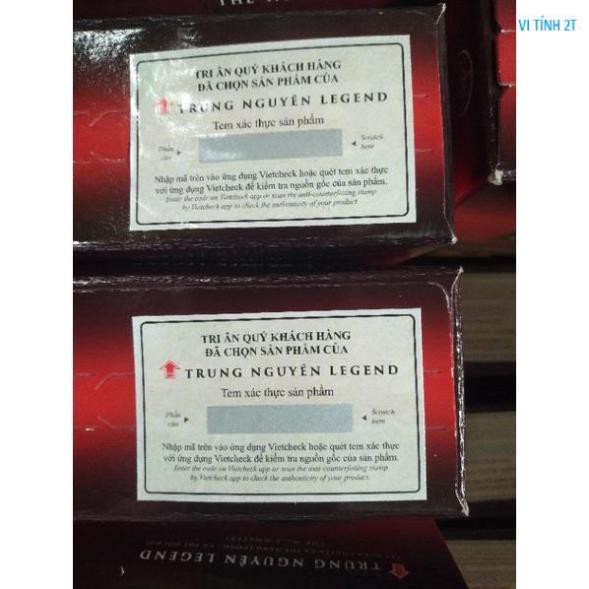 VI TÍNH 2T
TRI ÂN QUÝ KHÁCH HÀNG
ĐÃ CHỌN SẢN PHẨM CỦA
TRUNG NGUYÊN LEGEND
Tem xác thực sản phẩm
Phần cào
Scratch here
Nhập mã trên vào ứng dụng Vietcheck hoặc quét tem xác thực
với ứng dụng Vietcheck để kiểm tra nguồn gốc của sản phẩm.
Enter the code on Vietcheck app or scan the anti-counterfeiting stamp
by Vietcheck app to check the authenticity of your product
TRI ÂN QUÝ KHÁCH HÀNG
ĐÃ CHỌN SẢN PHẨM CỦA
TRUNG NGUYÊN LEGEND
Tem xác thực sản phẩm
Phần cào
Scratch here
Nhập mã trên vào ứng dụng Vietcheck hoặc quét tem xác thực
với ứng dụng Vietcheck để kiểm tra nguồn gốc của sản phẩm.
Enter the code on Vietcheck app or scan the anti-counterfeiting stamp
by Vietcheck app to check the authenticity of your product.
TRUNG NGUYÊN LEGEND